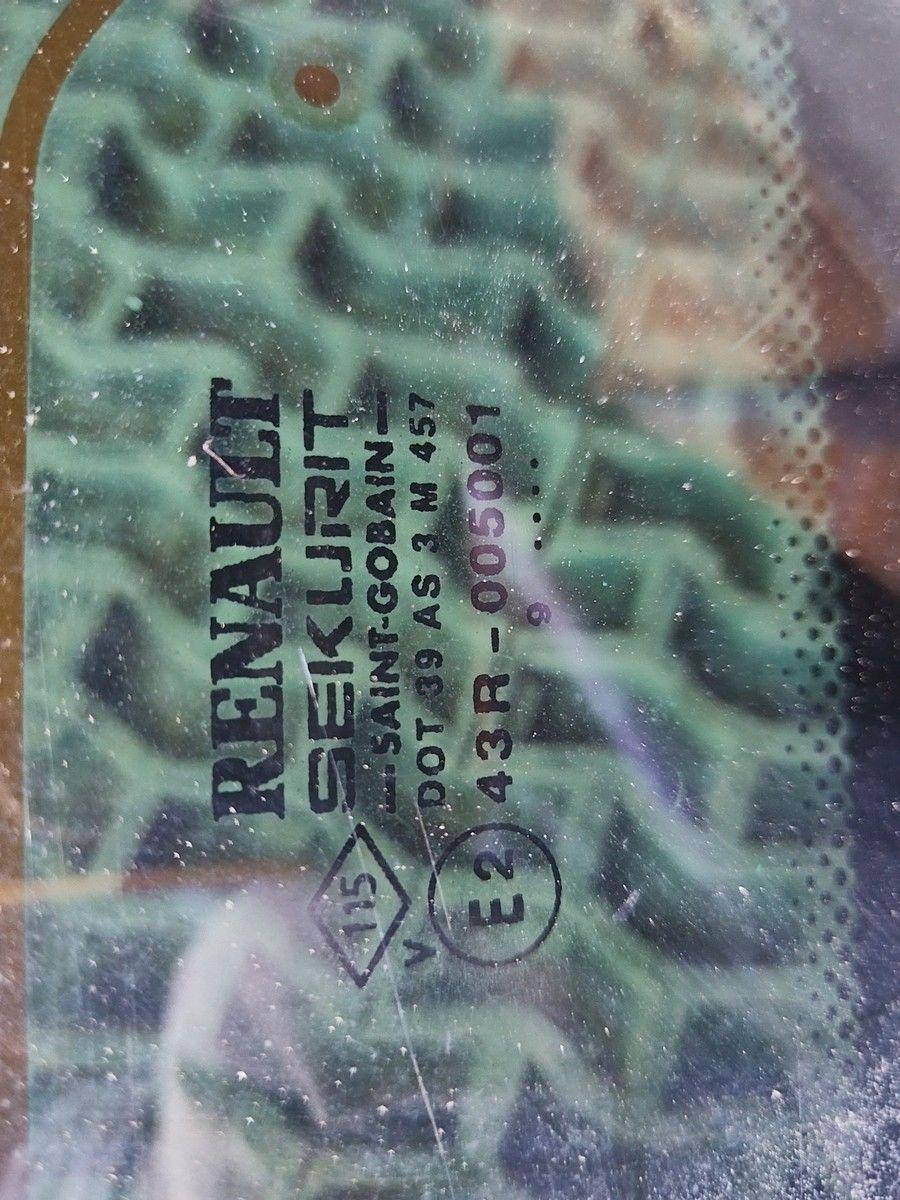 RENAULT
SEKURIT
—SAINT-GOBAIN—
DOT 39 AS 3 M 457
43R-005001
9 ....
115
V
E2